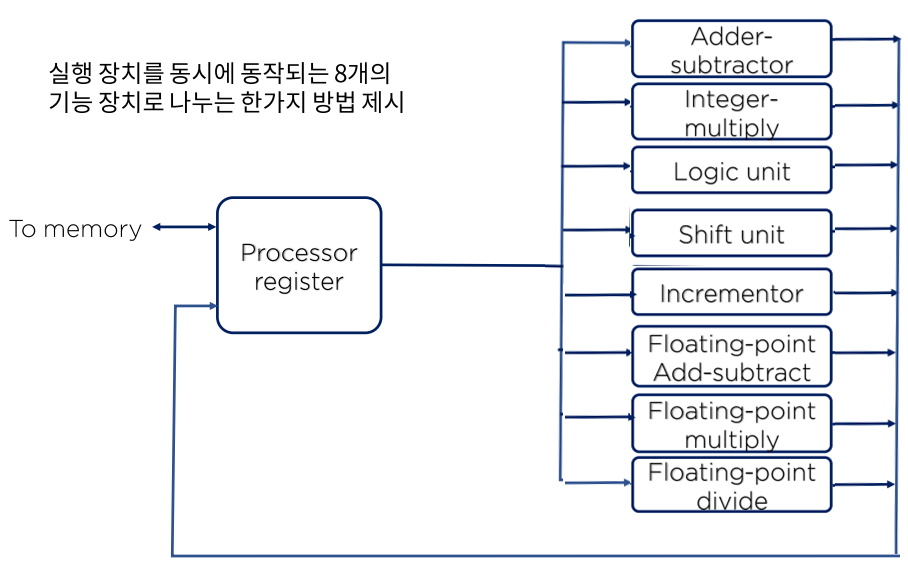 실행 장치를 동시에 동작되는 8개의
기능 장치로 나누는 한가지 방법 제시
To memory
Processor
register
Adder-
subtractor
Integer-
multiply
Logic unit
Shift unit
Incrementor
Floating-point
Add-subtract
Floating-point
multiply
Floating-point
divide